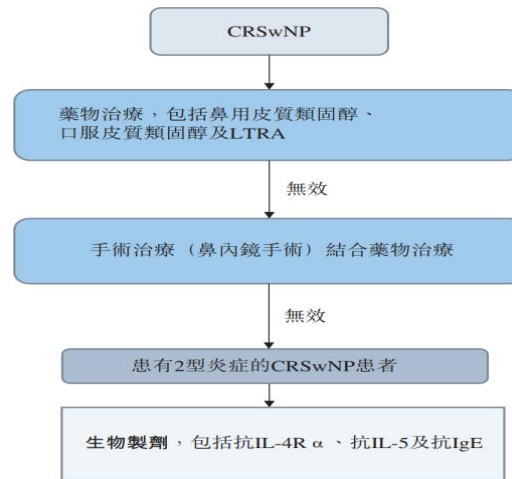 CRSwNP
藥物治療，包括鼻用皮質類固醇、
口服皮質類固醇及LTRA
無效
手術治療（鼻內鏡手術）結合藥物治療
無效
患有2型炎症的CRSwNP患者
生物製劑，包括抗IL-4Rα、抗IL-5及抗IgE